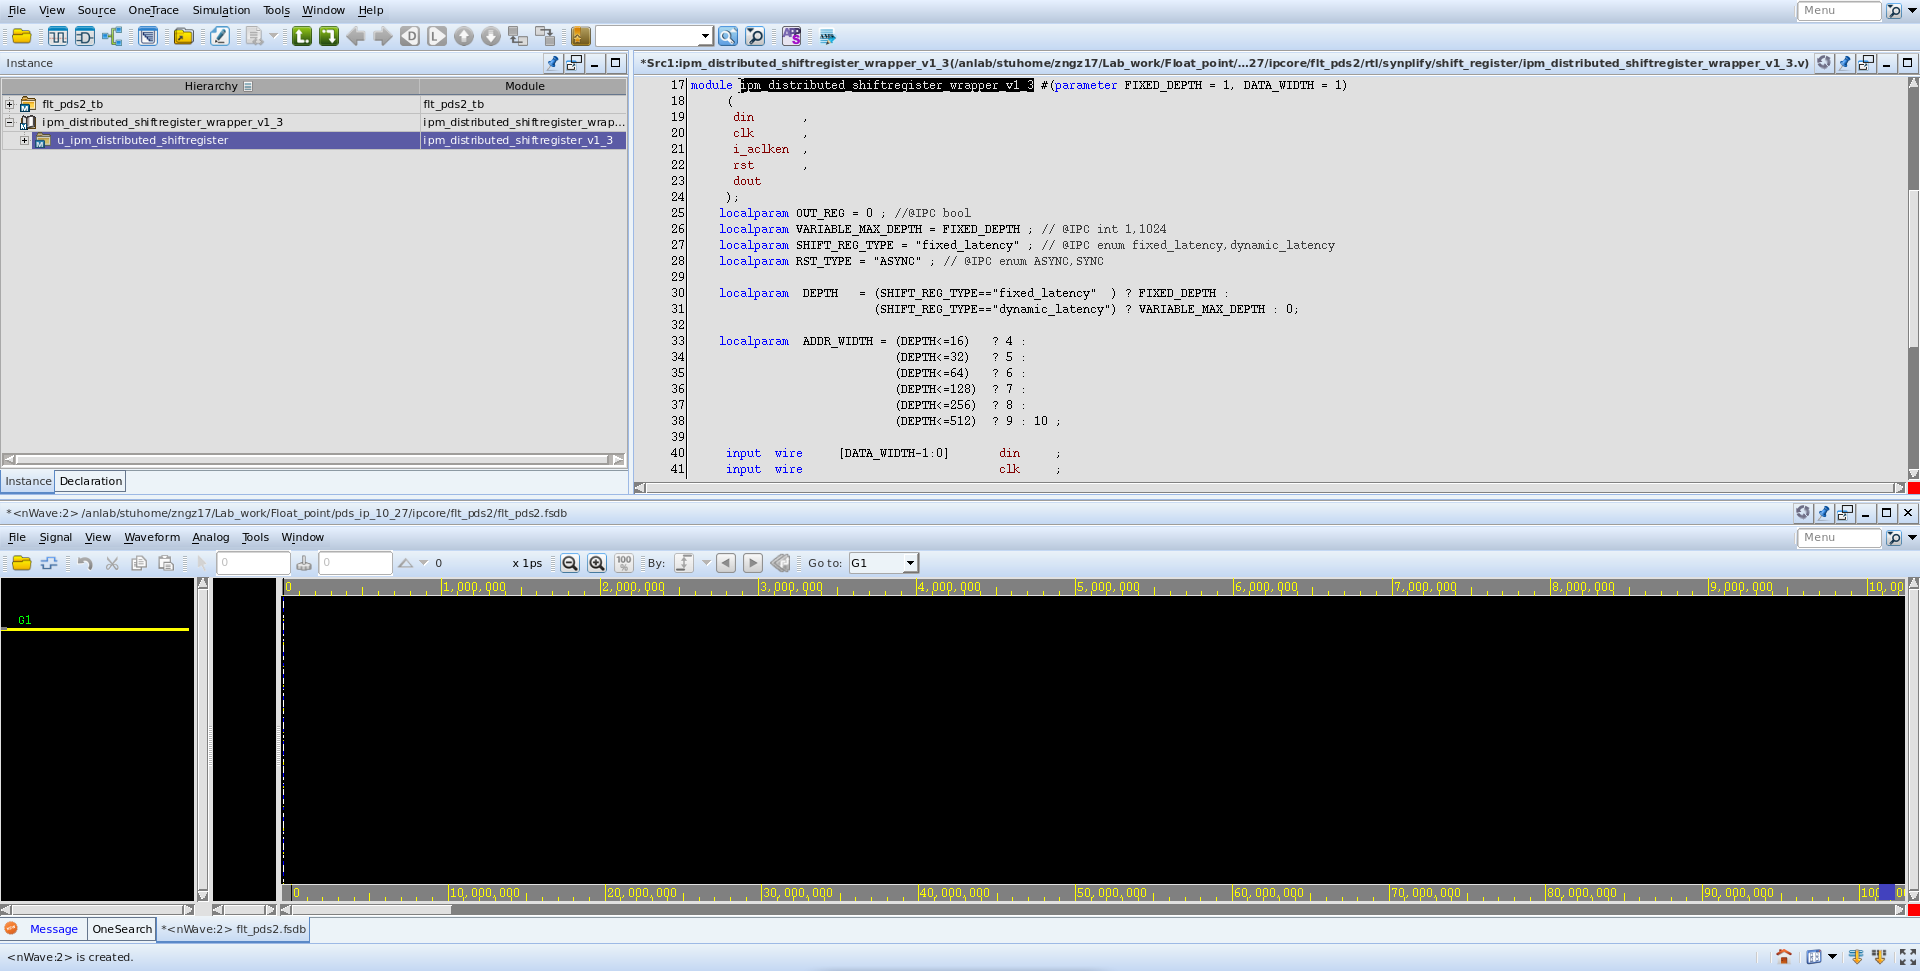 File View Source OneTrace Simulation Tools Window Help Menu
Instance
Hierarchy Module
flt_pds2_tb flt_pds2_tb
ipm_distributed_shiftregister_wrapper_v1_3 ipm_distributed_shiftregister_wrap...
u_ipm_distributed_shiftregister ipm_distributed_shiftregister_v1_3
Instance Declaration
*Src1:ipm_distributed_shiftregister_wrapper_v1_3(/anlab/stuhome/zngz17/Lab_work/Float_point/...27/ipcore/flt_pds2/rtl/synplify/shift_register/ipm_distributed_shiftregister_wrapper_v1_3.v)
17 module ipm_distributed_shiftregister_wrapper_v1_3 #(parameter FIXED_DEPTH = 1, DATA_WIDTH = 1)
18 (
19 din ,
20 clk ,
21 i_aclken ,
22 rst ,
23 dout
24 );
25 localparam OUT_REG = 0 ; //@IPC bool
26 localparam VARIABLE_MAX_DEPTH = FIXED_DEPTH ; // @IPC int 1,1024
27 localparam SHIFT_REG_TYPE = "fixed_latency" ; // @IPC enum fixed_latency,dynamic_latency
28 localparam RST_TYPE = "ASYNC" ; // @IPC enum ASYNC,SYNC
29
30 localparam DEPTH = (SHIFT_REG_TYPE=="fixed_latency" ) ? FIXED_DEPTH :
31 (SHIFT_REG_TYPE=="dynamic_latency") ? VARIABLE_MAX_DEPTH : 0;
32
33 localparam ADDR_WIDTH = (DEPTH<=16) ? 4 :
34 (DEPTH<=32) ? 5 :
35 (DEPTH<=64) ? 6 :
36 (DEPTH<=128) ? 7 :
37 (DEPTH<=256) ? 8 :
38 (DEPTH<=512) ? 9 : 10 ;
39
40 input wire [DATA_WIDTH-1:0] din ;
41 input wire clk ;
*<nWave:2> /anlab/stuhome/zngz17/Lab_work/Float_point/pds_ip_10_27/ipcore/flt_pds2/flt_pds2.fsdb
File Signal View Waveform Analog Tools Window Menu
0 0 0 x 1ps 100% By: Go to: G1
0 1,000,000 2,000,000 3,000,000 4,000,000 5,000,000 6,000,000 7,000,000 8,000,000 9,000,000 10,00
G1
0 10,000,000 20,000,000 30,000,000 40,000,000 50,000,000 60,000,000 70,000,000 80,000,000 90,000,000
Message OneSearch *<nWave:2> flt_pds2.fsdb
<nWave:2> is created.